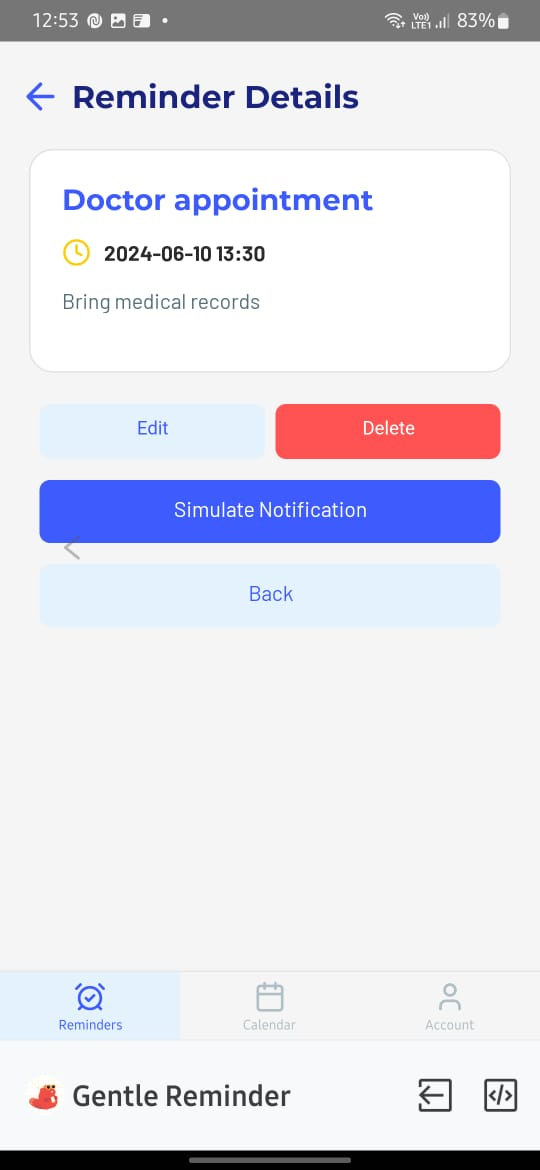 12:53
Vo)) LTE1 83%
Reminder Details
Doctor appointment
2024-06-10 13:30
Bring medical records
Edit
Delete
Simulate Notification
Back
Reminders
Calendar
Account
Gentle Reminder